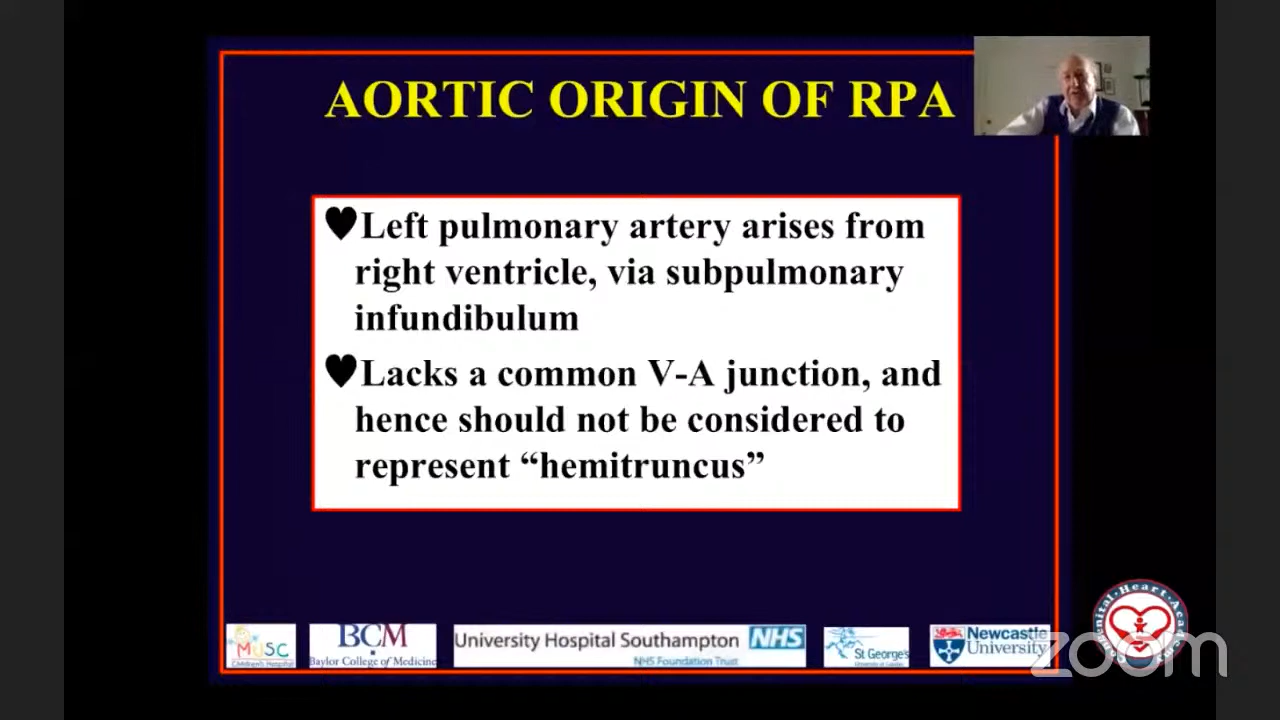 AORTIC ORIGIN OF RPA
♥Left pulmonary artery arises from
right ventricle, via subpulmonary
infundibulum
♥Lacks a common V-A junction, and
hence should not be considered to
represent “hemitruncus”
MUSC
Children's Hospital
BCM
Baylor College of Medicine
University Hospital Southampton NHS
NHS Foundation Trust
St George's
University of London
Newcastle
University
zoom